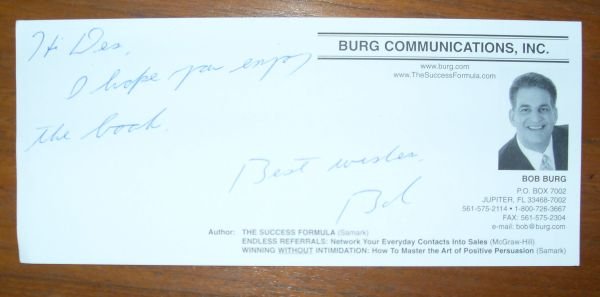 Hi Des,
I hope you enjoy
the book.
Best wishes,
Bob
BURG COMMUNICATIONS, INC.
www.burg.com
www.TheSuccessFormula.com
BOB BURG
P.O. BOX 7002
JUPITER, FL 33468-7002
561-575-2114 • 1-800-726-3667
FAX: 561-575-2304
e-mail: bob@burg.com
Author: THE SUCCESS FORMULA (Samark)
ENDLESS REFERRALS: Network Your Everyday Contacts Into Sales (McGraw-Hill)
WINNING WITHOUT INTIMIDATION: How To Master the Art of Positive Persuasion (Samark)